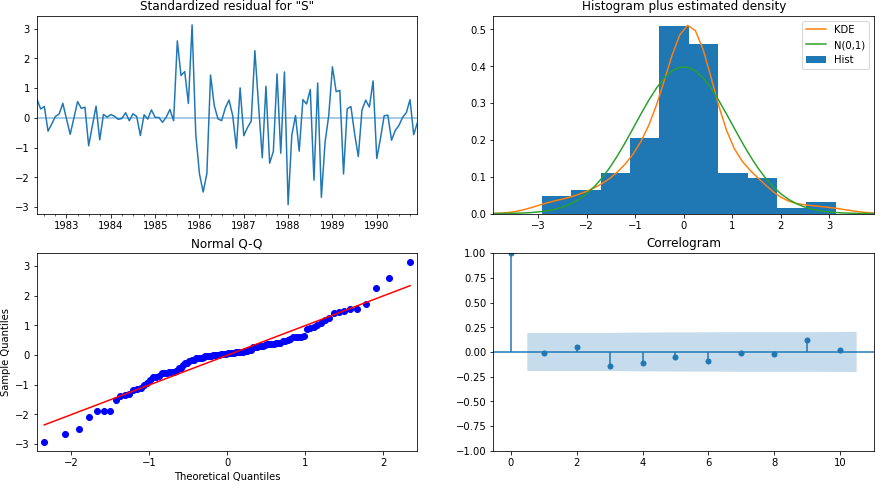 Standardized residual for "S"
3
2
1
0
−1
−2
−3
1983 1984 1985 1986 1987 1988 1989 1990
Histogram plus estimated density
KDE
N(0,1)
Hist
0.5
0.4
0.3
0.2
0.1
0.0
−3 −2 −1 0 1 2 3
Normal Q-Q
Sample Quantiles
3
2
1
0
−1
−2
−3
−2 −1 0 1 2
Theoretical Quantiles
Correlogram
1.00
0.75
0.50
0.25
0.00
−0.25
−0.50
−0.75
−1.00
0 2 4 6 8 10